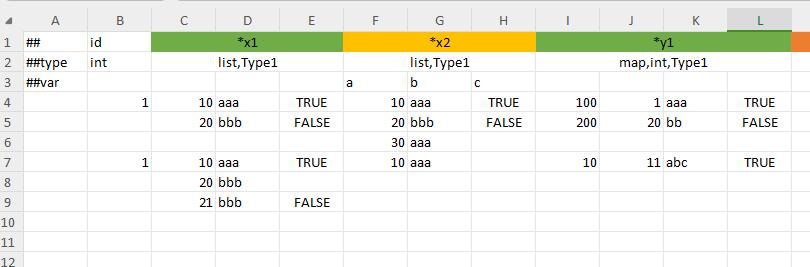 A B C D E F G H I J K L
1 ## id *x1 *x2 *y1
2 ##type int list,Type1 list,Type1 map,int,Type1
3 ##var a b c
4 1 10 aaa TRUE 10 aaa TRUE 100 1 aaa TRUE
5 20 bbb FALSE 20 bbb FALSE 200 20 bb FALSE
6 30 aaa
7 1 10 aaa TRUE 10 aaa 10 11 abc TRUE
8 20 bbb
9 21 bbb FALSE
10
11
12